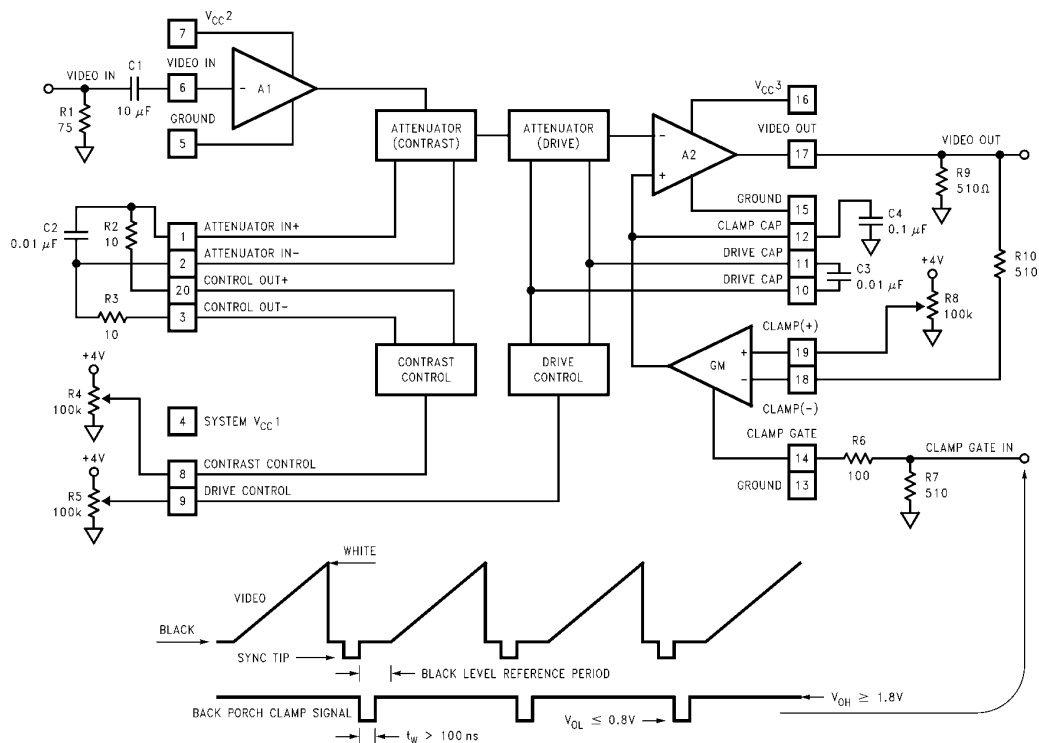 V_CC2
7
VIDEO IN
C1
VIDEO IN
6
-
A1
R1
75
10 μF
GROUND
5
ATTENUATOR
(CONTRAST)
ATTENUATOR
(DRIVE)
V_CC3
16
VIDEO OUT
-
A2
+
17
VIDEO OUT
R9
510Ω
GROUND
15
CLAMP CAP
12
C4
0.1 μF
DRIVE CAP
11
DRIVE CAP
10
C3
0.01 μF
R10
510
C2
0.01 μF
R2
10
1
ATTENUATOR IN+
2
ATTENUATOR IN-
20
CONTROL OUT+
R3
10
3
CONTROL OUT-
+4V
R8
100k
CLAMP(+)
19
+
GM
-
18
CLAMP(-)
CONTRAST
CONTROL
DRIVE
CONTROL
+4V
R4
100k
4
SYSTEM V_CC1
CLAMP GATE
14
R6
100
CLAMP GATE IN
GROUND
13
R7
510
8
CONTRAST CONTROL
+4V
R5
100k
9
DRIVE CONTROL
WHITE
VIDEO
BLACK
SYNC TIP
BLACK LEVEL REFERENCE PERIOD
BACK PORCH CLAMP SIGNAL
V_OL ≤ 0.8V
V_OH ≥ 1.8V
t_W > 100 ns